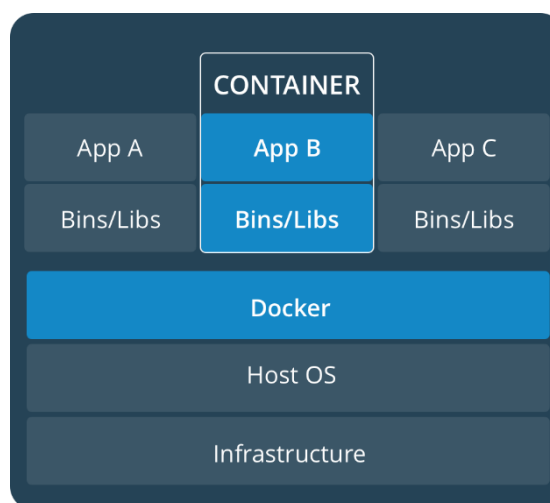 CONTAINER
App A App B App C
Bins/Libs Bins/Libs Bins/Libs
Docker
Host OS
Infrastructure